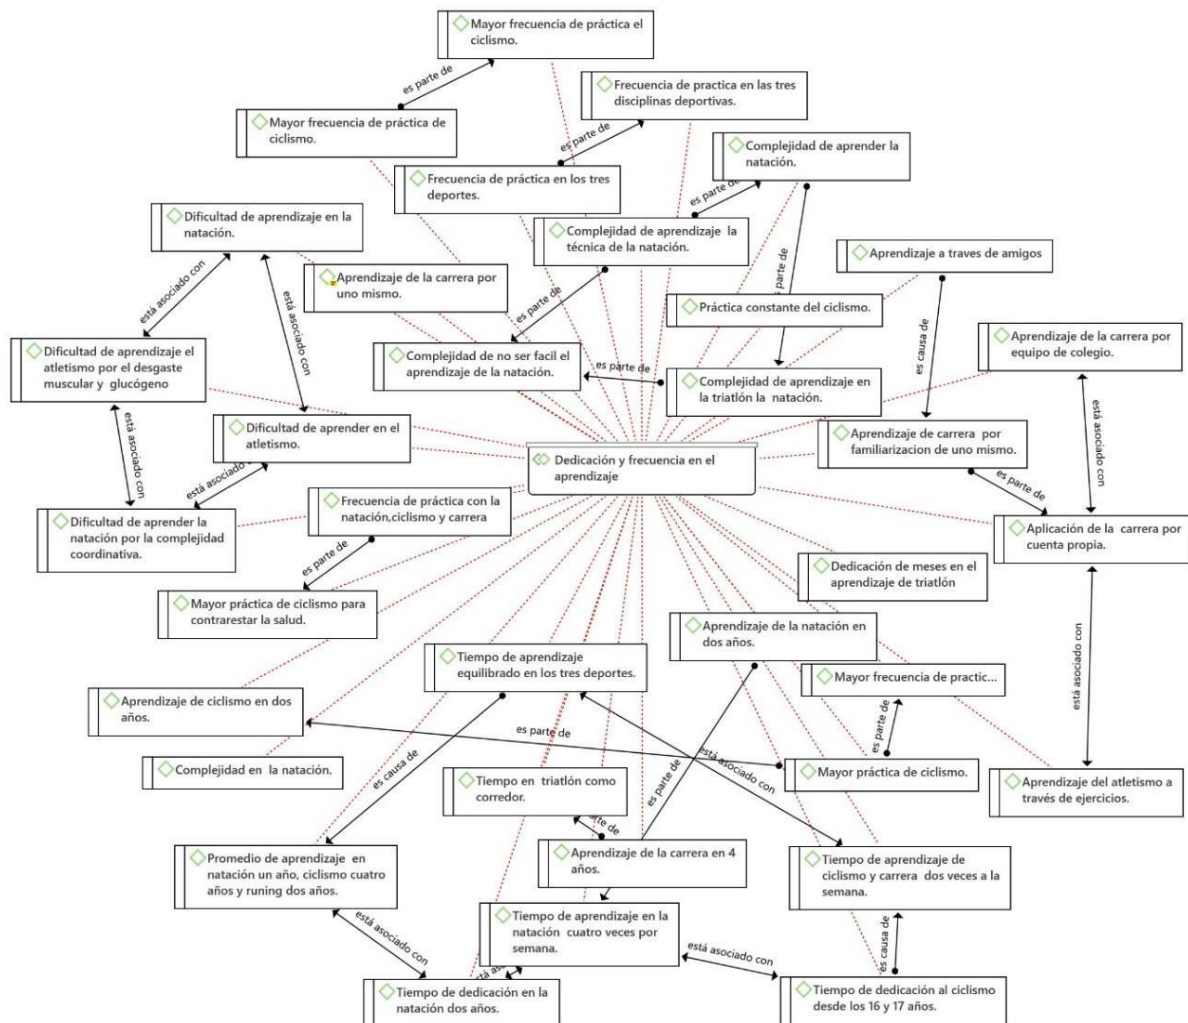 Mayor frecuencia de práctica el
ciclismo.
es parte de
Frecuencia de practica en las tres
disciplinas deportivas.
Mayor frecuencia de práctica de
ciclismo.
es parte de
Complejidad de aprender la
natación.
Frecuencia de práctica en los tres
deportes.
es parte de
Dificultad de aprendizaje en la
natación.
Complejidad de aprendizaje la
técnica de la natación.
Aprendizaje a traves de amigos
es parte de
Aprendizaje de la carrera por
uno mismo.
está asociado con
está asociado con
es parte de
Práctica constante del ciclismo.
es causa de
Aprendizaje de la carrera por
equipo de colegio.
Dificultad de aprendizaje el
atletismo por el desgaste
muscular y glucógeno
Complejidad de no ser facil el
aprendizaje de la natación.
es parte de
Complejidad de aprendizaje en
la triatlón la natación.
Dificultad de aprender en el
atletismo.
Aprendizaje de carrera por
familiarizacion de uno mismo.
está asociado con
está asociado
está asociado con
Dedicación y frecuencia en el
aprendizaje
es parte de
Frecuencia de práctica con la
natación,ciclismo y carrera
Dificultad de aprender la
natación por la complejidad
coordinativa.
Aplicación de la carrera por
cuenta propia.
es parte de
Dedicación de meses en el
aprendizaje de triatlón
Mayor práctica de ciclismo para
contrarestar la salud.
Aprendizaje de la natación en
dos años.
está asociado con
Tiempo de aprendizaje
equilibrado en los tres deportes.
Mayor frecuencia de practic...
Aprendizaje de ciclismo en dos
años.
es parte de
es parte de
Complejidad en la natación.
es causa de
está asociado con
es parte de
Tiempo en triatlón como
corredor.
Mayor práctica de ciclismo.
Aprendizaje del atletismo a
través de ejercicios.
rte de
Promedio de aprendizaje en
natación un año, ciclismo cuatro
años y runing dos años.
Aprendizaje de la carrera en 4
años.
Tiempo de aprendizaje de
ciclismo y carrera dos veces a la
semana.
está asociado con
Tiempo de aprendizaje en la
natación cuatro veces por
semana.
está asociado con
es causa de
Tiempo de dedicación en la
natación dos años.
Tiempo de dedicación al ciclismo
desde los 16 y 17 años.